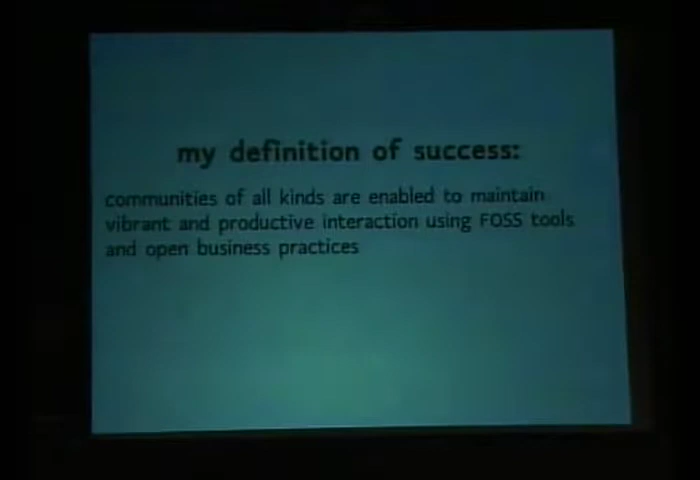 my definition of success:
communities of all kinds are enabled to maintain
vibrant and productive interaction using FOSS tools
and open business practices